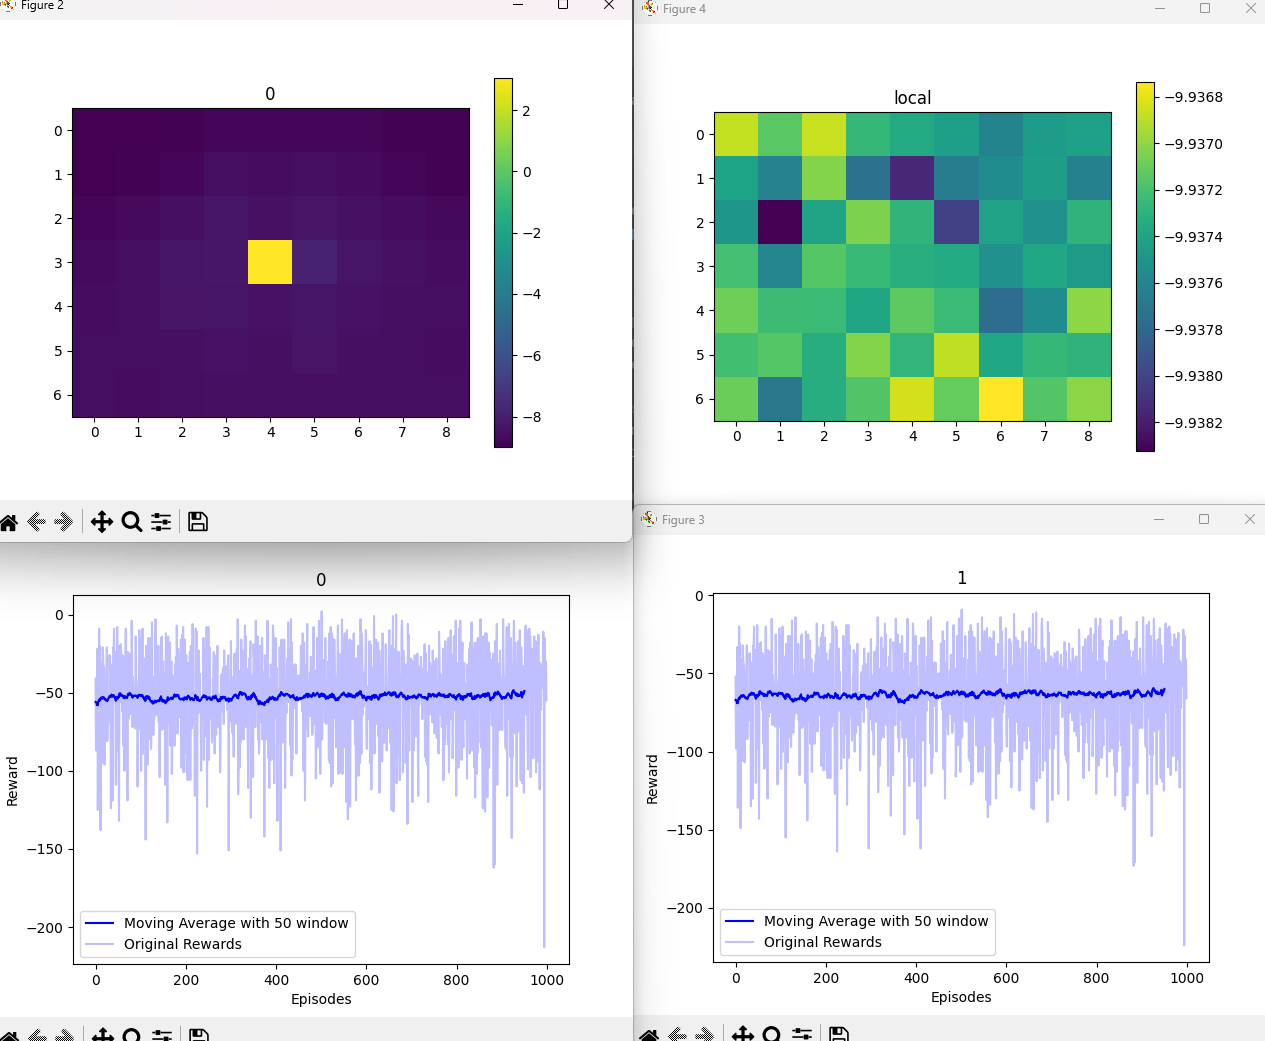 Figure 2
0
0
1
2
3
4
5
6
0 1 2 3 4 5 6 7 8
2
0
−2
−4
−6
−8
Figure 4
local
0
1
2
3
4
5
6
0 1 2 3 4 5 6 7 8
−9.9368
−9.9370
−9.9372
−9.9374
−9.9376
−9.9378
−9.9380
−9.9382
0
0
−50
−100
−150
−200
Reward
Moving Average with 50 window
Original Rewards
0 200 400 600 800 1000
Episodes
Figure 3
1
0
−50
−100
−150
−200
Reward
Moving Average with 50 window
Original Rewards
0 200 400 600 800 1000
Episodes